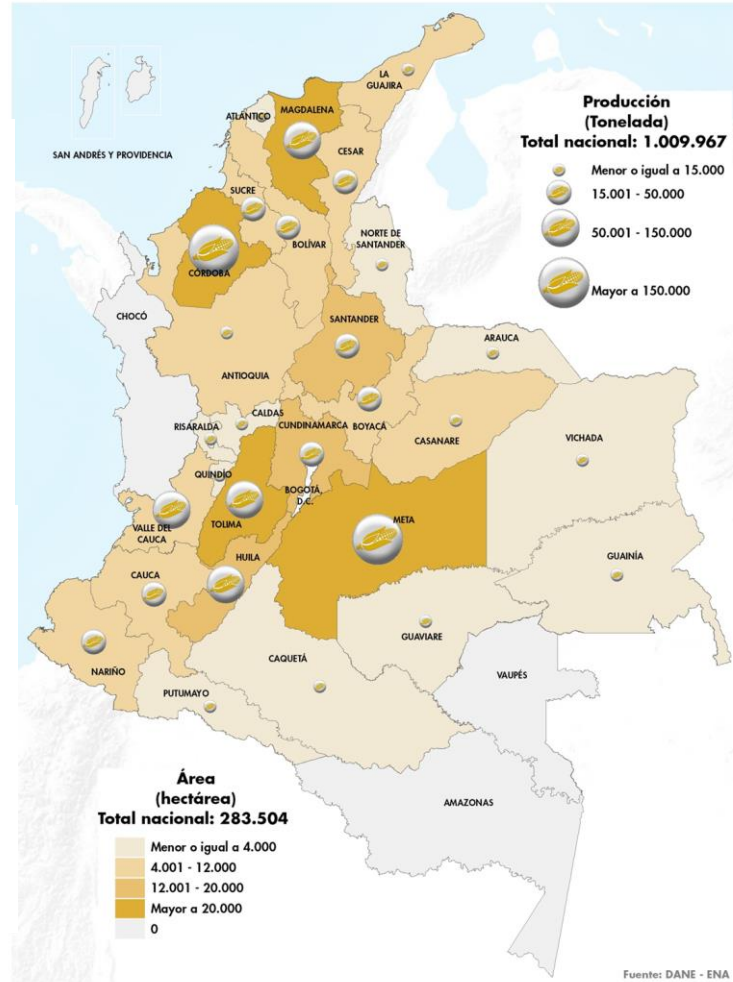 LA
GUAJIRA
ATLÁNTICO
MAGDALENA
SAN ANDRÉS Y PROVIDENCIA
CESAR
SUCRE
BOLÍVAR
NORTE DE
SANTANDER
CÓRDOBA
CHOCÓ
SANTANDER
ARAUCA
ANTIOQUIA
CALDAS
RISARALDA
CUNDINAMARCA
BOYACÁ
CASANARE
VICHADA
QUINDÍO
BOGOTÁ,
D.C.
VALLE DEL
CAUCA
TOLIMA
META
HUILA
GUAINÍA
CAUCA
GUAVIARE
NARIÑO
CAQUETÁ
VAUPÉS
PUTUMAYO
AMAZONAS
Producción
(Tonelada)
Total nacional: 1.009.967
Menor o igual a 15.000
15.001 - 50.000
50.001 - 150.000
Mayor a 150.000
Área
(hectárea)
Total nacional: 283.504
Menor o igual a 4.000
4.001 - 12.000
12.001 - 20.000
Mayor a 20.000
0
Fuente: DANE - ENA